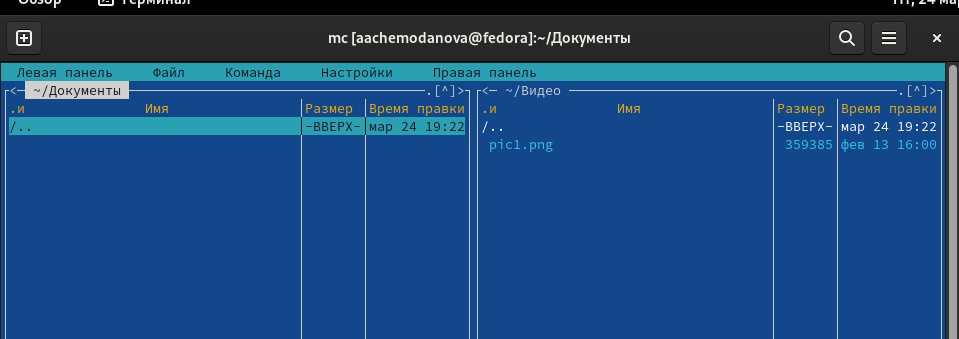 Обзор Терминал Пт, 24 мар
mc [aachemodanova@fedora]:~/Документы
Левая панель Файл Команда Настройки Правая панель
<─ ~/Документы .[^]> <─ ~/Видео .[^]>
.и Имя Размер Время правки .и Имя Размер Время правки
/.. -ВВЕРХ- мар 24 19:22 /.. -ВВЕРХ- мар 24 19:22
pic1.png 359385 фев 13 16:00